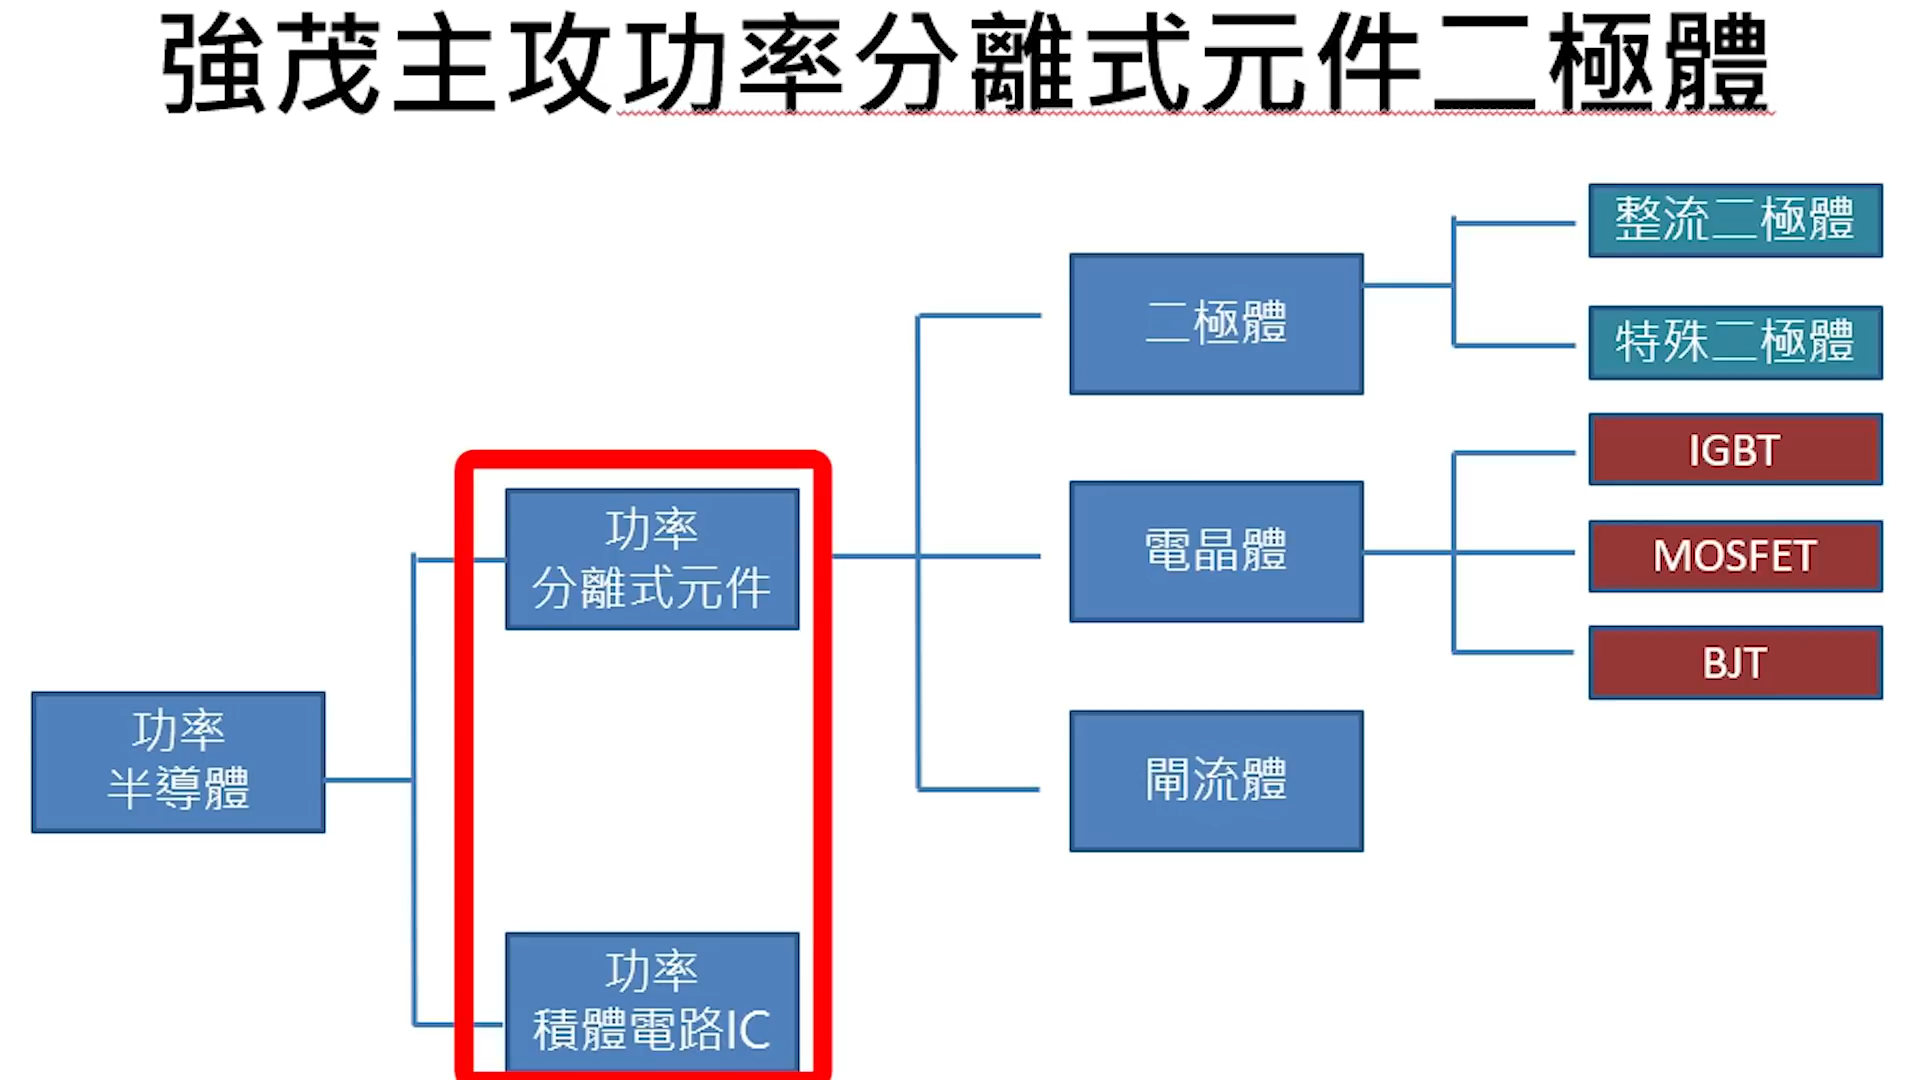 強茂主攻功率分離式元件二極體
整流二極體
二極體
特殊二極體
IGBT
功率
分離式元件
電晶體
MOSFET
BJT
功率
半導體
閘流體
功率
積體電路IC